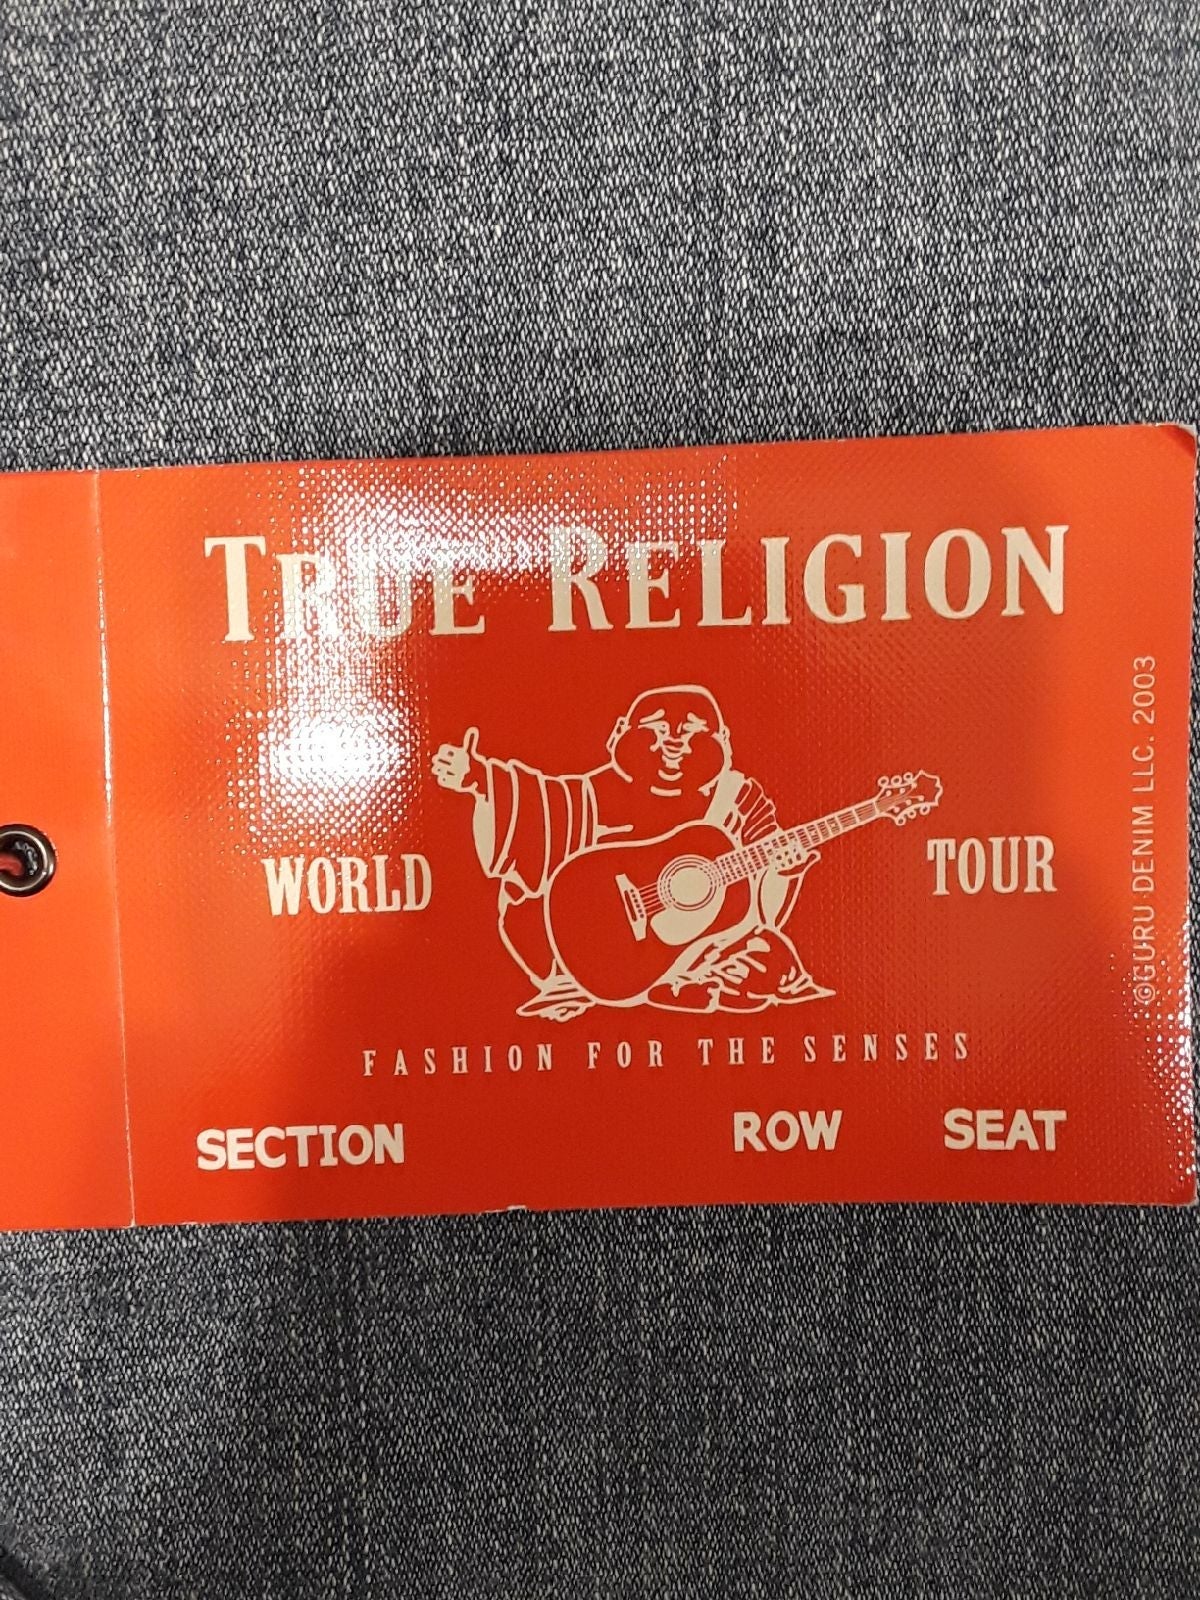 TRUE RELIGION
WORLD TOUR
FASHION FOR THE SENSES
SECTION ROW SEAT
©GURU DENIM LLC. 2003